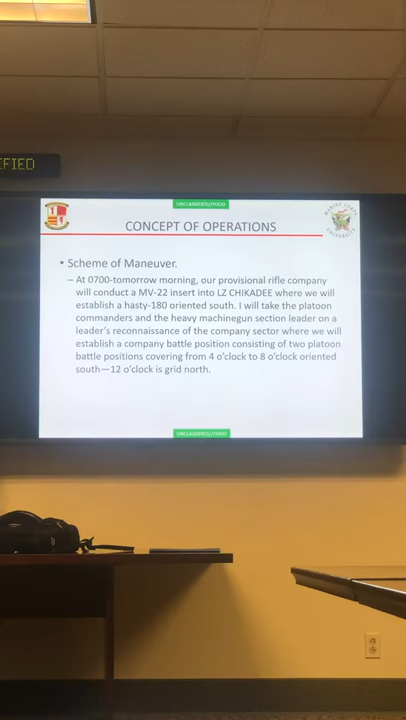 UNCLASSIFIED//FOUO
FIED
MARINE CORPS
UNIVERSITY
CONCEPT OF OPERATIONS
• Scheme of Maneuver.
– At 0700-tomorrow morning, our provisional rifle company
will conduct a MV-22 insert into LZ CHIKADEE where we will
establish a hasty-180 oriented south. I will take the platoon
commanders and the heavy machinegun section leader on a
leader's reconnaissance of the company sector where we will
establish a company battle position consisting of two platoon
battle positions covering from 4 o'clock to 8 o'clock oriented
south—12 o'clock is grid north.
UNCLASSIFIED//FOUO